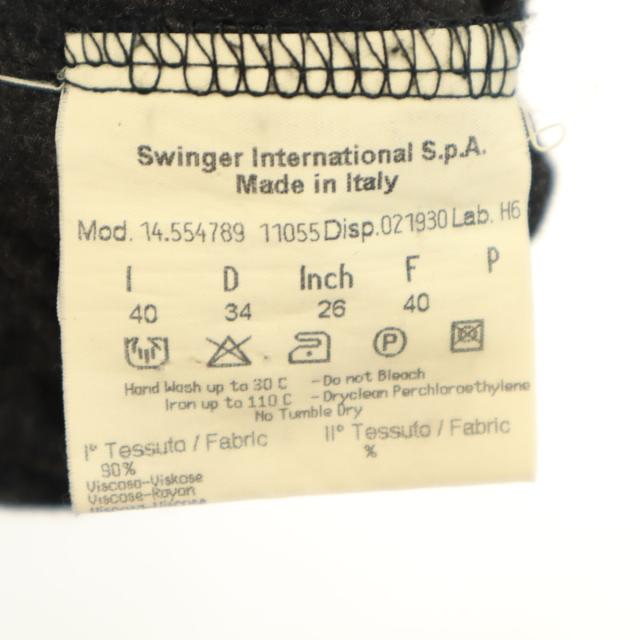 Swinger International S.p.A.
Made in Italy
Mod. 14.554789 11055 Disp.021930 Lab. H6
I D Inch F P
40 34 26 40
P
Hand Wash up to 30 C - Do not Bleach
Iron up to 110 C - Dryclean Perchloroethylene
No Tumble Dry
I° Tessuto / Fabric II° Tessuto / Fabric
90% %
Viscosa-Viskose
Viscose-Rayon